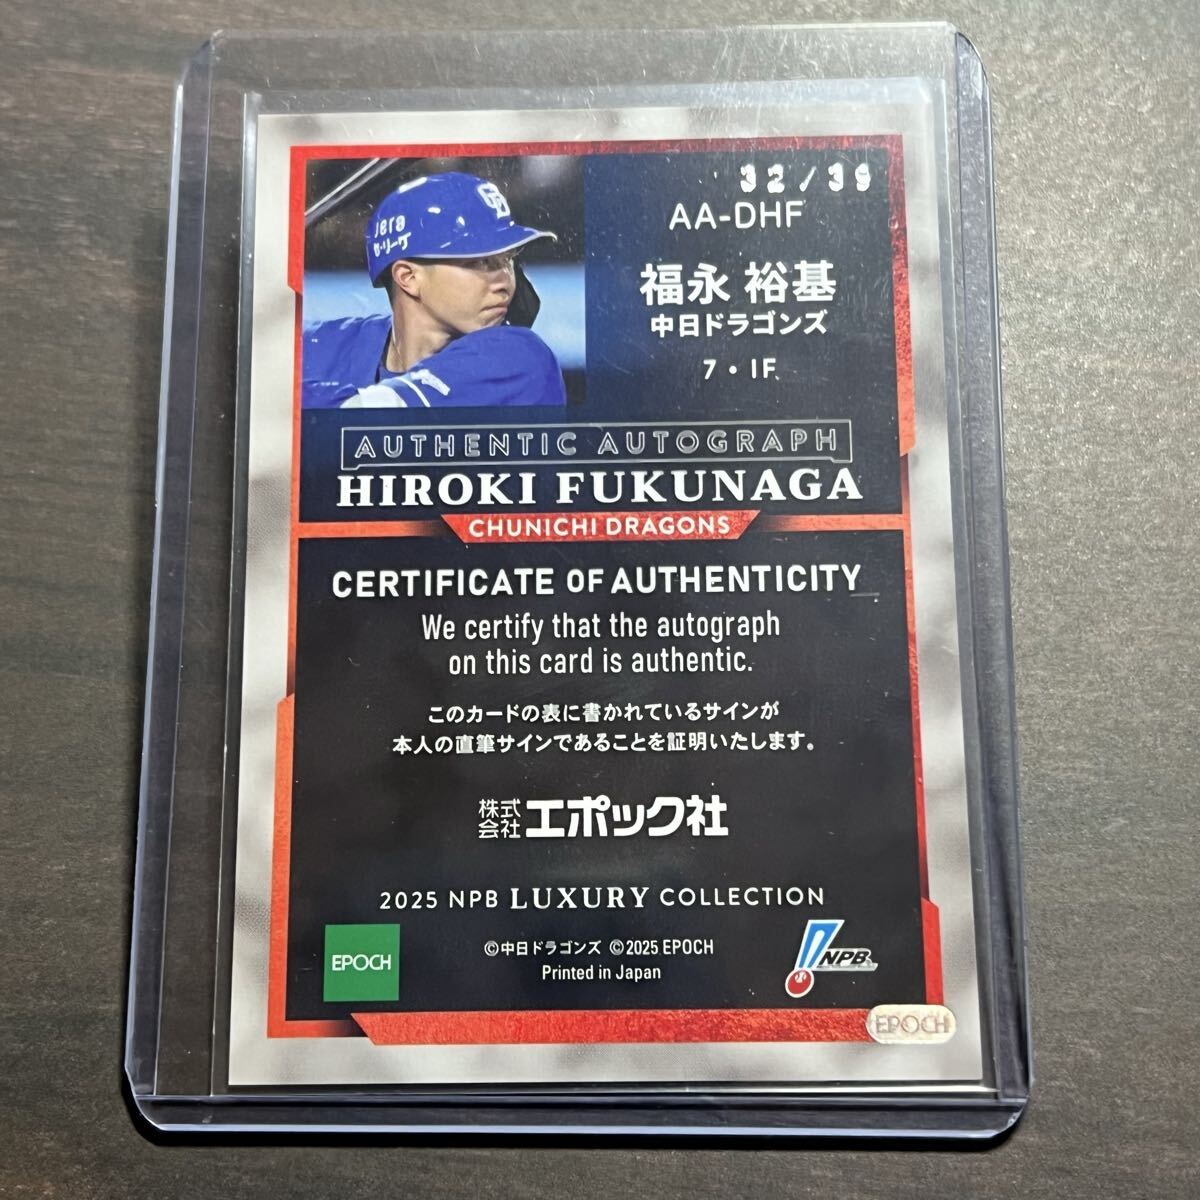 32/39
AA-DHF
jera
セ・リーグ
福永 裕基
中日ドラゴンズ
7・IF
AUTHENTIC AUTOGRAPH
HIROKI FUKUNAGA
CHUNICHI DRAGONS
CERTIFICATE OF AUTHENTICITY
We certify that the autograph
on this card is authentic.
このカードの表に書かれているサインが
本人の直筆サインであることを証明いたします。
株式会社エポック社
2025 NPB LUXURY COLLECTION
EPOCH
©中日ドラゴンズ ©2025 EPOCH
Printed in Japan
NPB
EPOCH